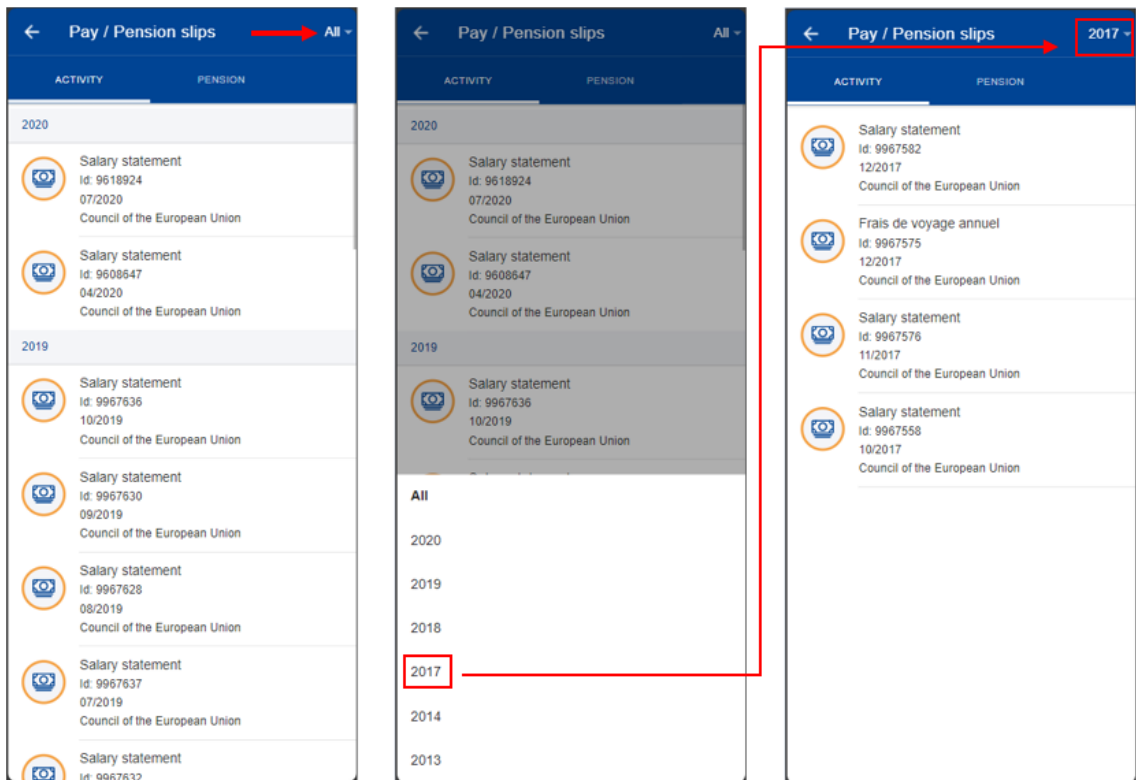 Pay / Pension slips
All
ACTIVITY
PENSION
2020
Salary statement
Id: 9618924
07/2020
Council of the European Union
Salary statement
Id: 9608647
04/2020
Council of the European Union
2019
Salary statement
Id: 9967636
10/2019
Council of the European Union
Salary statement
Id: 9967630
09/2019
Council of the European Union
Salary statement
Id: 9967628
08/2019
Council of the European Union
Salary statement
Id: 9967637
07/2019
Council of the European Union
Salary statement
Id: 9967632
Pay / Pension slips
All
ACTIVITY
PENSION
2020
Salary statement
Id: 9618924
07/2020
Council of the European Union
Salary statement
Id: 9608647
04/2020
Council of the European Union
2019
Salary statement
Id: 9967636
10/2019
Council of the European Union
All
2020
2019
2018
2017
2014
2013
Pay / Pension slips
2017
ACTIVITY
PENSION
Salary statement
Id: 9967582
12/2017
Council of the European Union
Frais de voyage annuel
Id: 9967575
12/2017
Council of the European Union
Salary statement
Id: 9967576
11/2017
Council of the European Union
Salary statement
Id: 9967558
10/2017
Council of the European Union